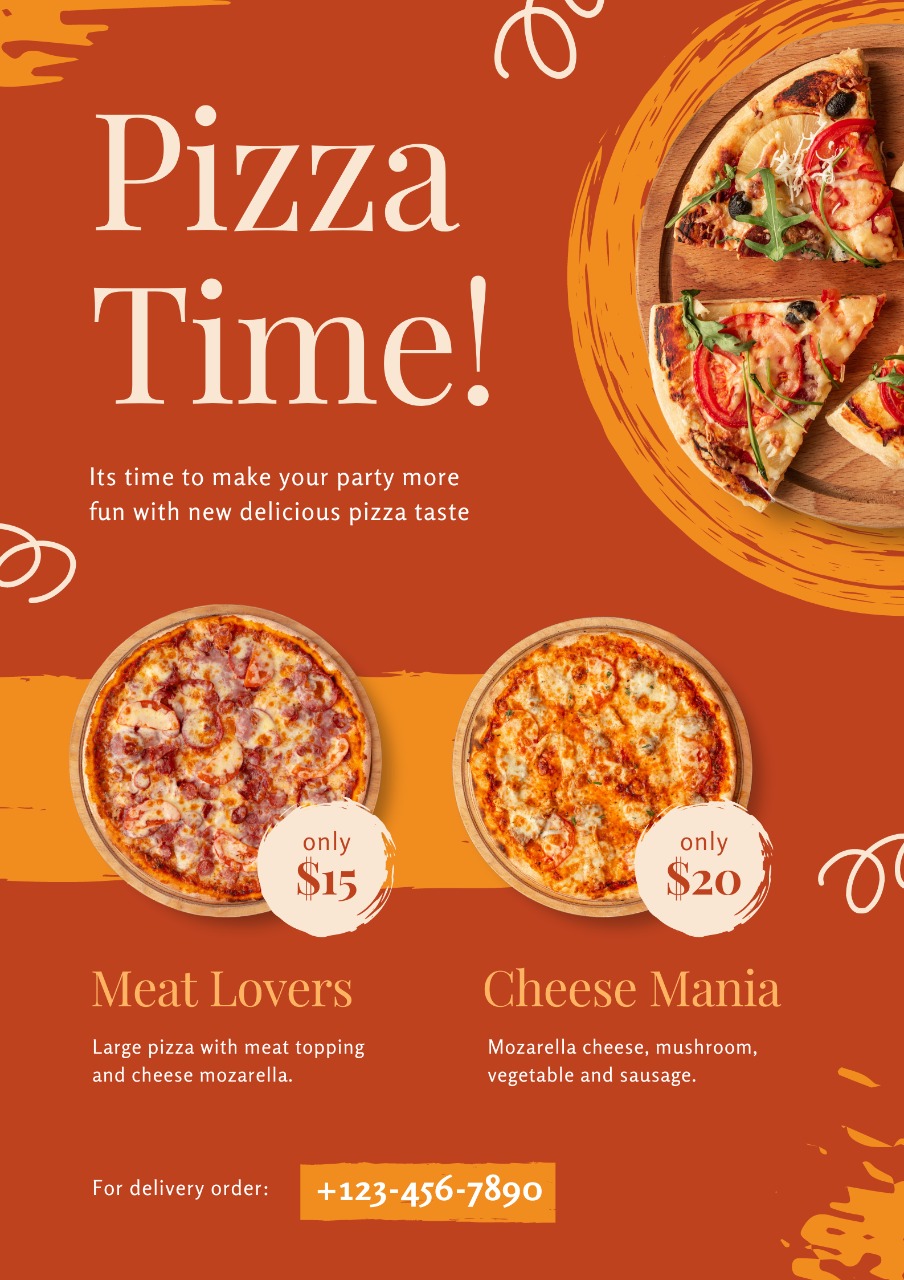 Pizza
Time!
Its time to make your party more
fun with new delicious pizza taste
only
$15
only
$20
Meat Lovers
Large pizza with meat topping
and cheese mozarella.
Cheese Mania
Mozarella cheese, mushroom,
vegetable and sausage.
For delivery order: +123-456-7890